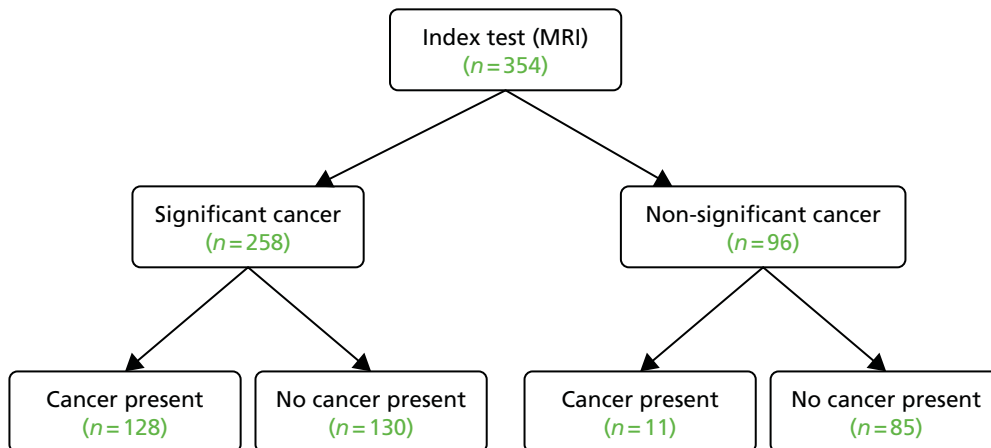 Index test (MRI)
(n=354)
Significant cancer
(n=258)
Non-significant cancer
(n=96)
Cancer present
(n=128)
No cancer present
(n=130)
Cancer present
(n=11)
No cancer present
(n=85)